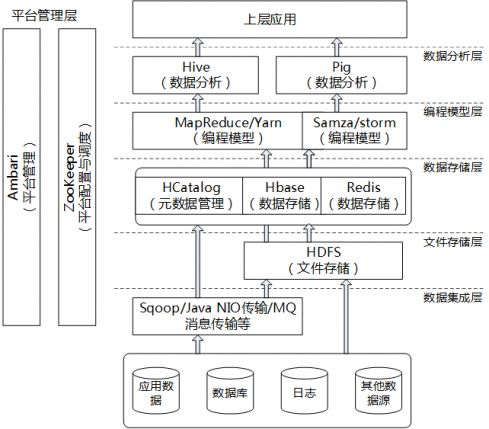 平台管理层
上层应用
数据分析层
Hive
（数据分析）
Pig
（数据分析）
编程模型层
MapReduce/Yarn
（编程模型）
Samza/storm
（编程模型）
数据存储层
HCatalog
（元数据管理）
Hbase
（数据存储）
Redis
（数据存储）
文件存储层
HDFS
（文件存储）
数据集成层
Sqoop/Java NIO传输/MQ
消息传输等
应用数
据
数据库
日志
其他数
据源
Ambari
（平台管理）
ZooKeeper
（平台配置与调度）